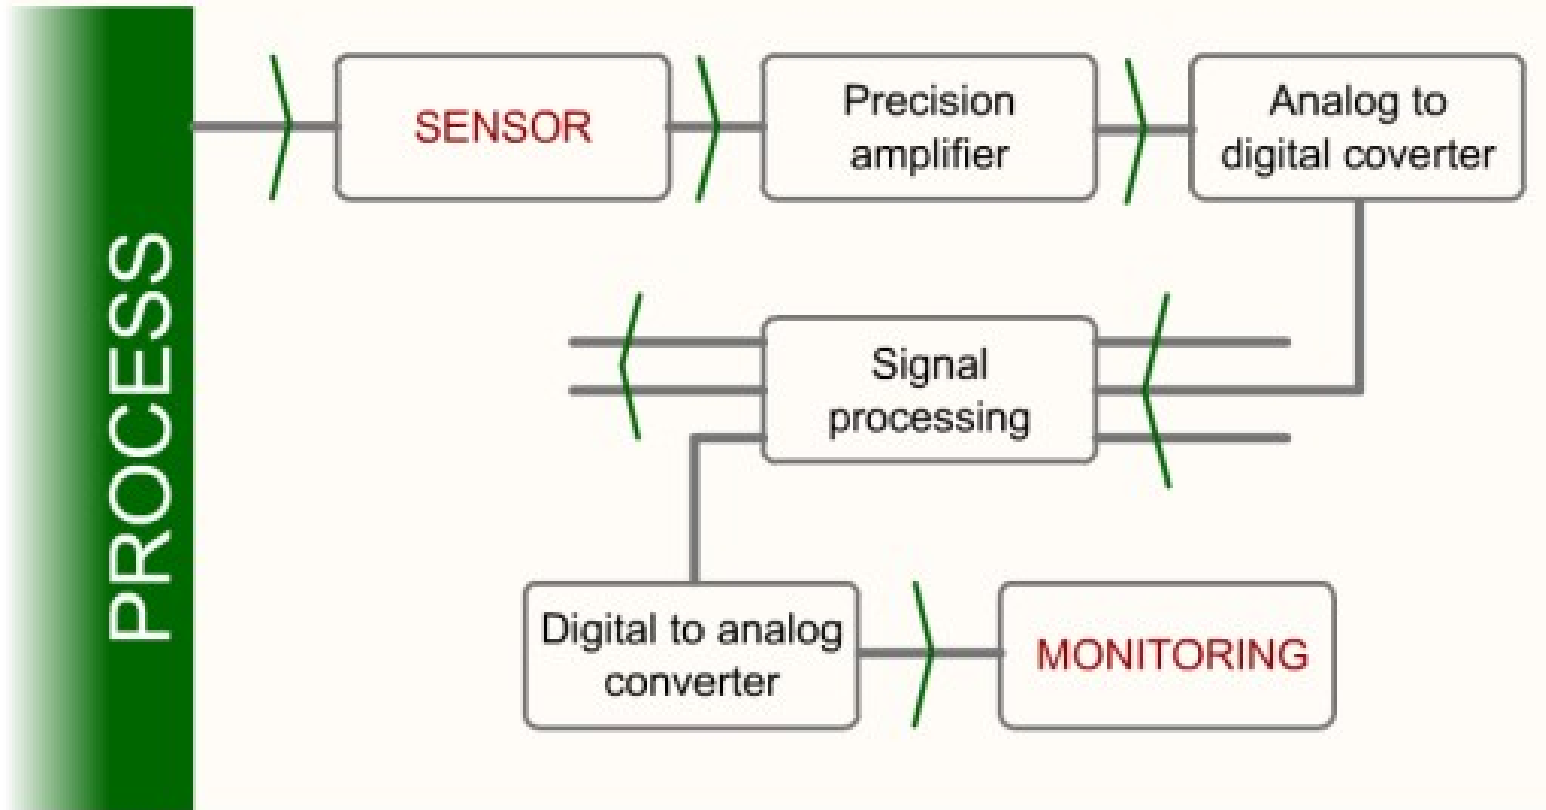 PROCESS
SENSOR
Precision
amplifier
Analog to
digital coverter
Signal
processing
Digital to analog
converter
MONITORING